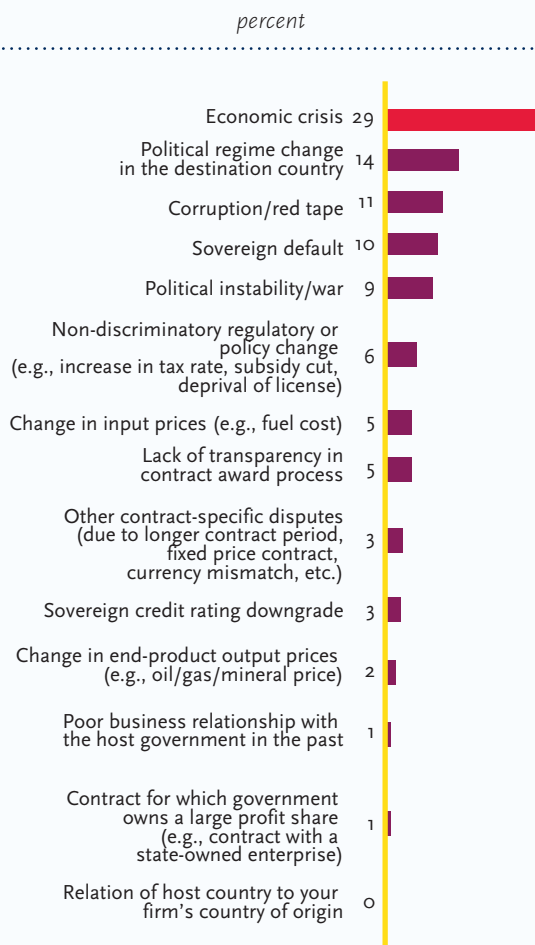 percent
Economic crisis 29
Political regime change
in the destination country 14
Corruption/red tape 11
Sovereign default 10
Political instability/war 9
Non-discriminatory regulatory or
policy change
(e.g., increase in tax rate, subsidy cut,
deprival of license) 6
Change in input prices (e.g., fuel cost) 5
Lack of transparency in
contract award process 5
Other contract-specific disputes
(due to longer contract period,
fixed price contract,
currency mismatch, etc.) 3
Sovereign credit rating downgrade 3
Change in end-product output prices
(e.g., oil/gas/mineral price) 2
Poor business relationship with
the host government in the past 1
Contract for which government
owns a large profit share
(e.g., contract with a
state-owned enterprise) 1
Relation of host country to your
firm's country of origin 0